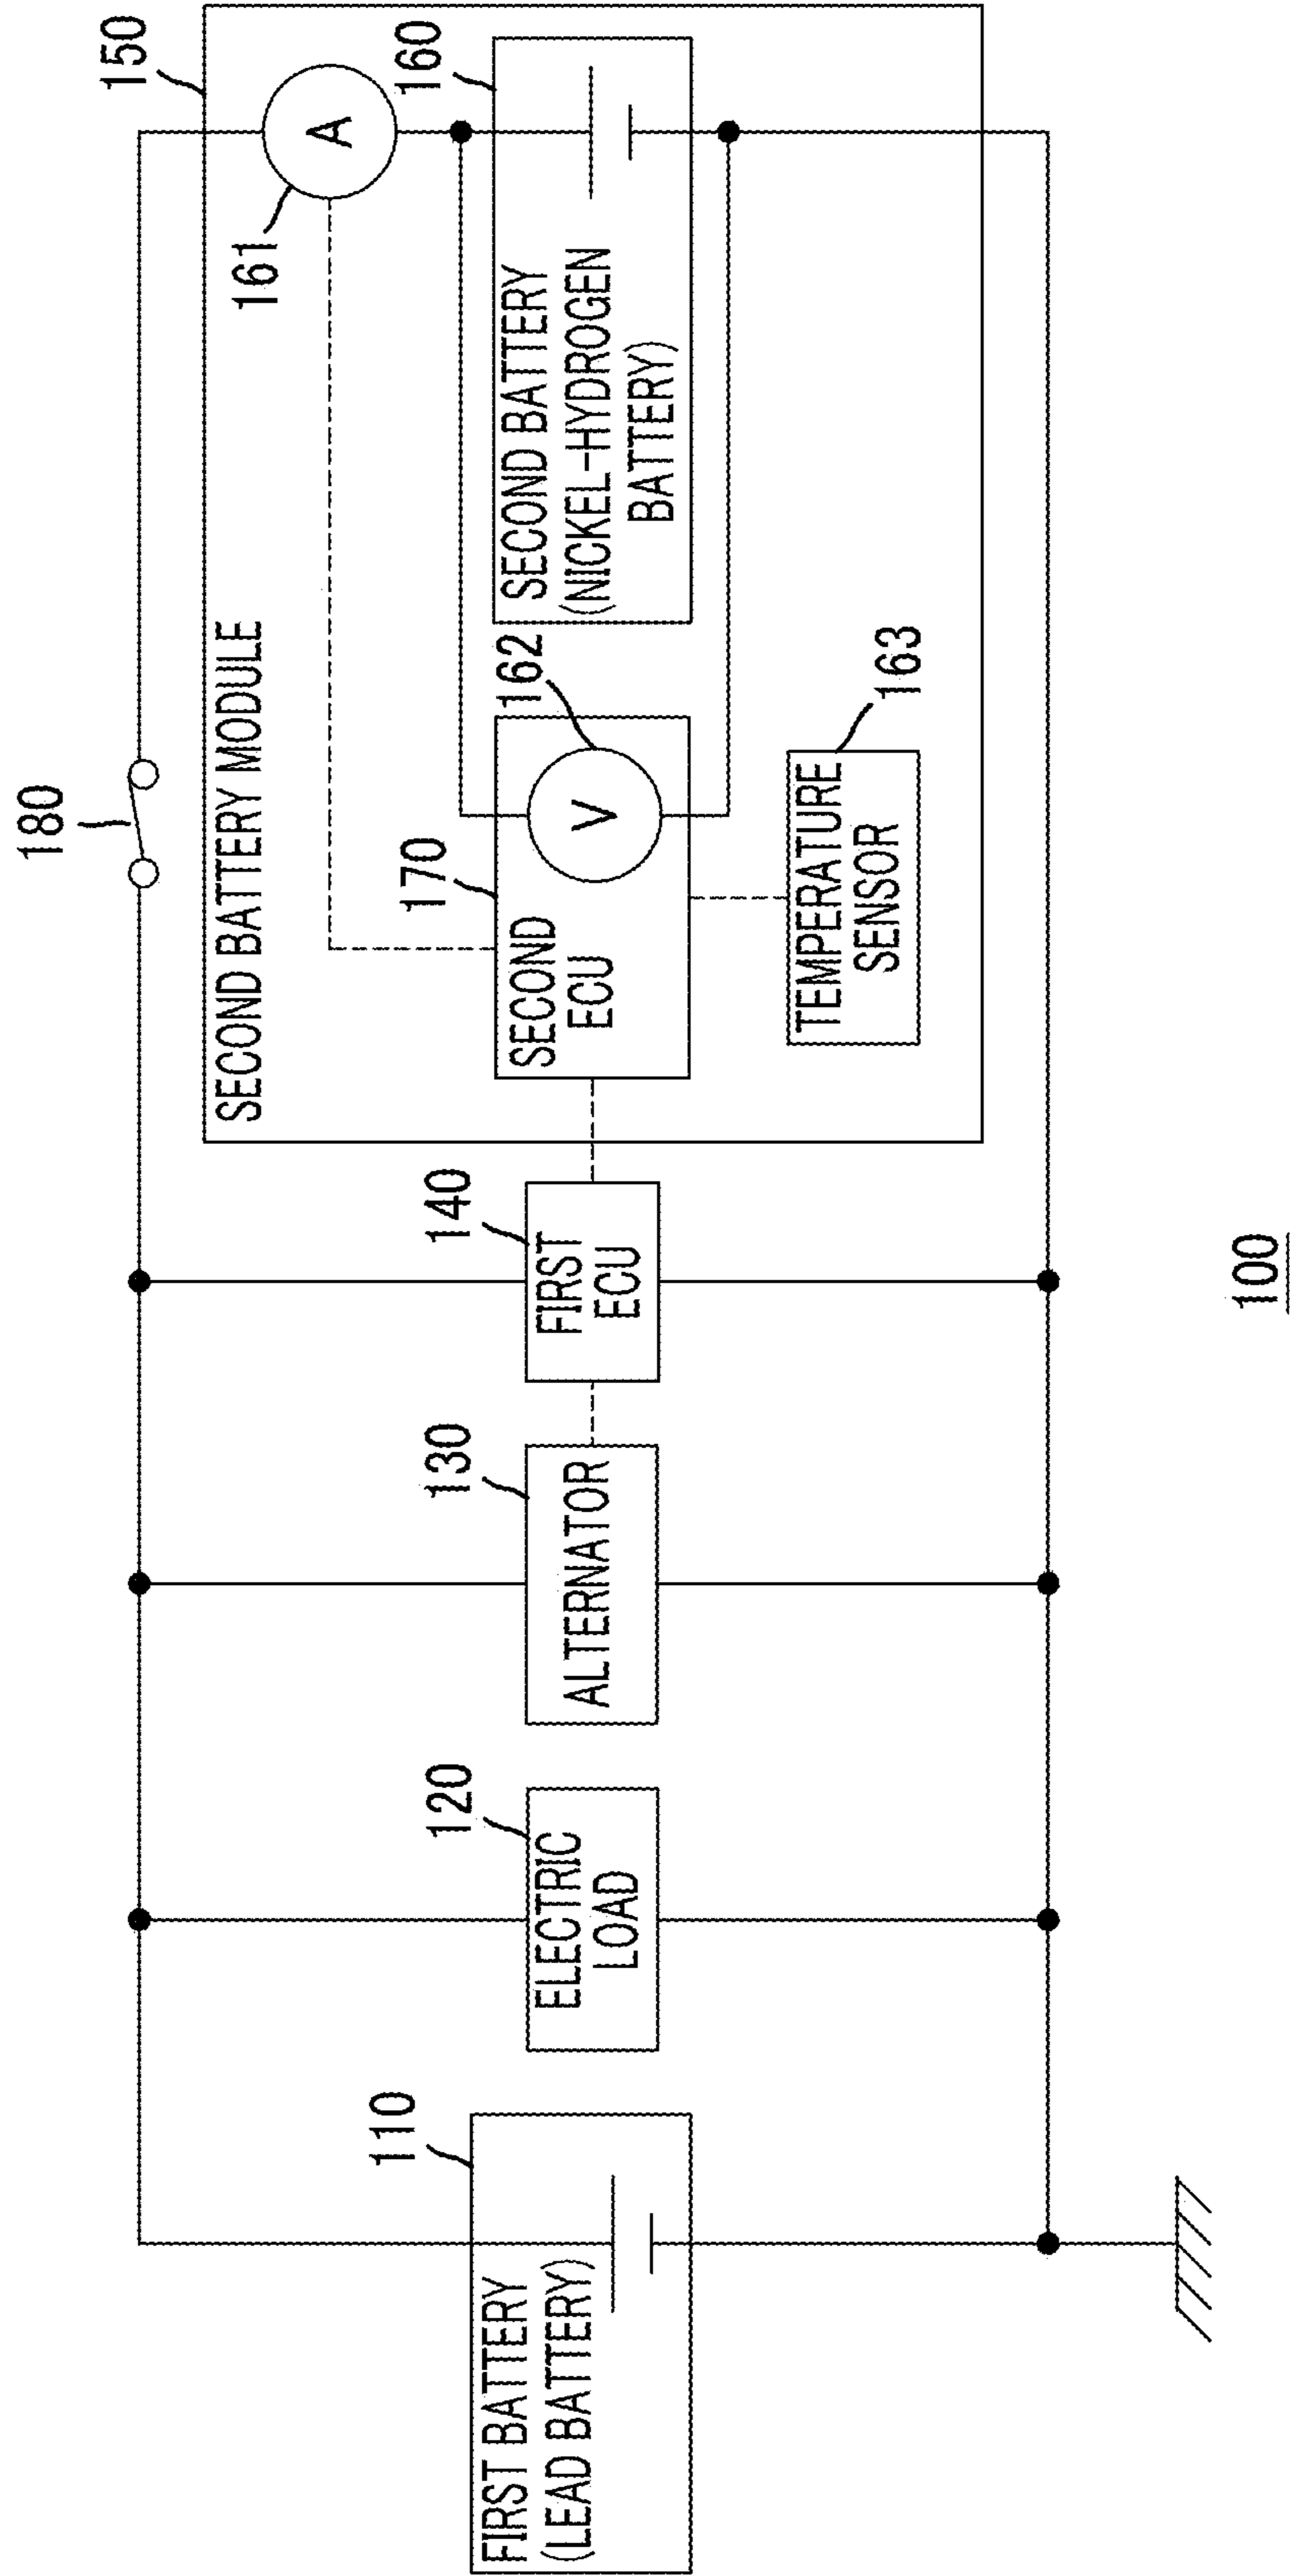 FIRST BATTERY
(LEAD BATTERY)
110
ELECTRIC
LOAD
120
ALTERNATOR
130
FIRST
ECU
140
180
SECOND BATTERY MODULE
150
A
161
SECOND
ECU
170
V
162
SECOND BATTERY
(NICKEL-HYDROGEN
BATTERY)
160
TEMPERATURE
SENSOR
163
100